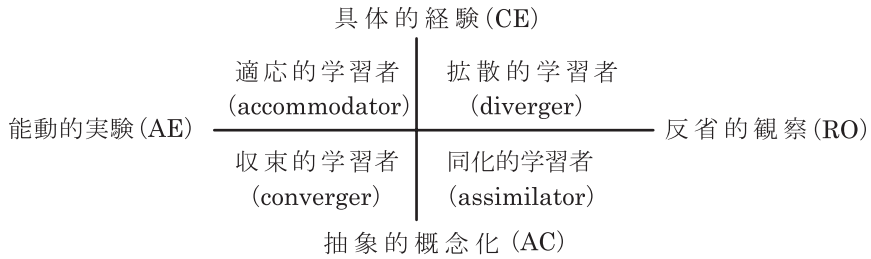 具体的経験(CE)
適応的学習者
(accommodator)
拡散的学習者
(diverger)
能動的実験(AE)
反省的観察(RO)
収束的学習者
(converger)
同化的学習者
(assimilator)
抽象的概念化 (AC)